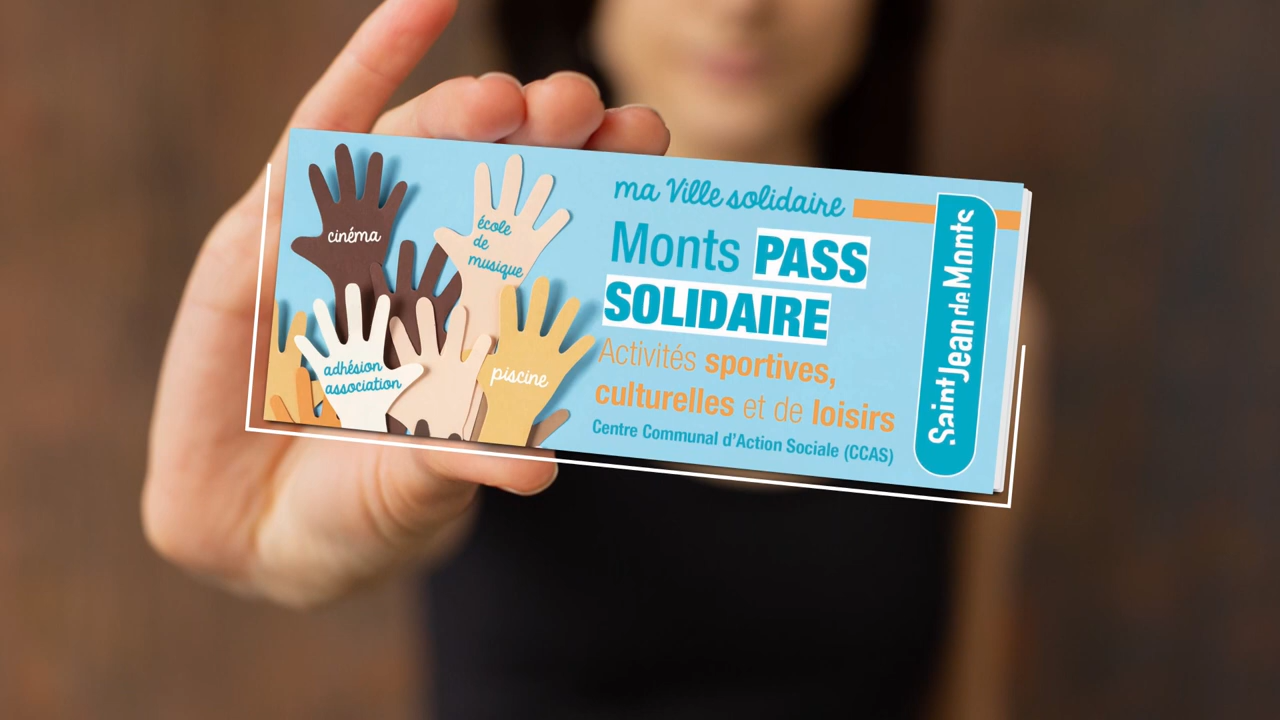 cinéma
école
de
musique
adhésion
association
piscine
ma Ville solidaire
Monts PASS
SOLIDAIRE
Activités sportives,
culturelles et de loisirs
Centre Communal d'Action Sociale (CCAS)
Saint Jean de Monts